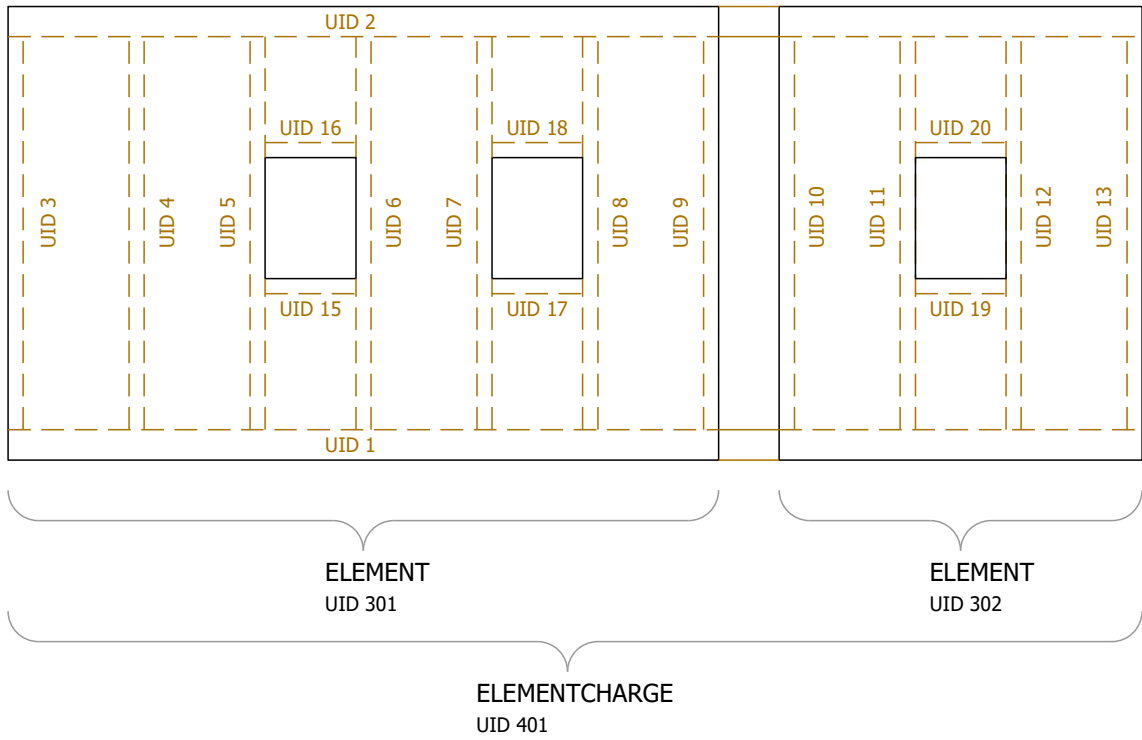 UID 2
UID 16
UID 18
UID 20
UID 3
UID 4
UID 5
UID 6
UID 7
UID 8
UID 9
UID 10
UID 11
UID 12
UID 13
UID 15
UID 17
UID 19
UID 1
ELEMENT
UID 301
ELEMENT
UID 302
ELEMENTCHARGE
UID 401